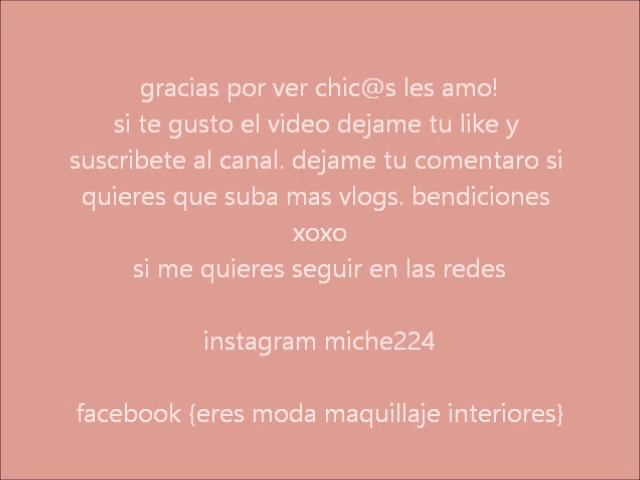 gracias por ver chic@s les amo!
si te gusto el video dejame tu like y
suscribete al canal. dejame tu comentaro si
quieres que suba mas vlogs. bendiciones
xoxo
si me quieres seguir en las redes
instagram miche224
facebook {eres moda maquillaje interiores}